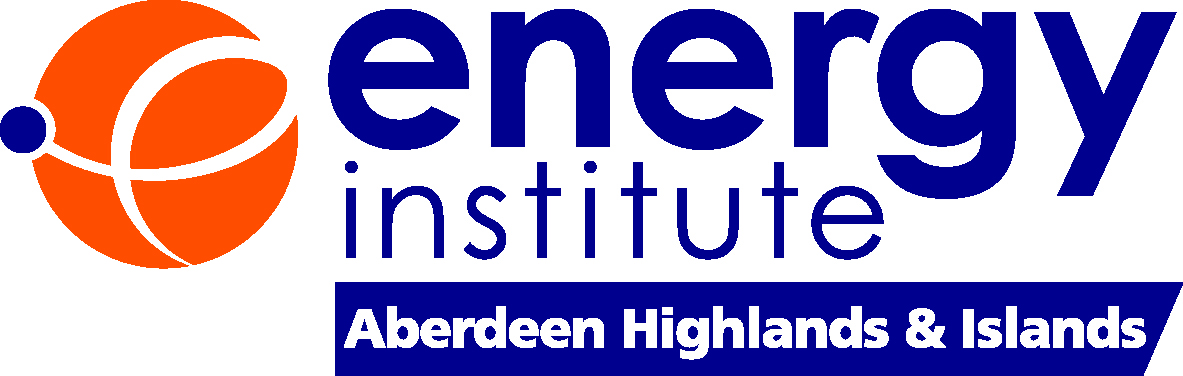 energy
institute
Aberdeen Highlands & Islands